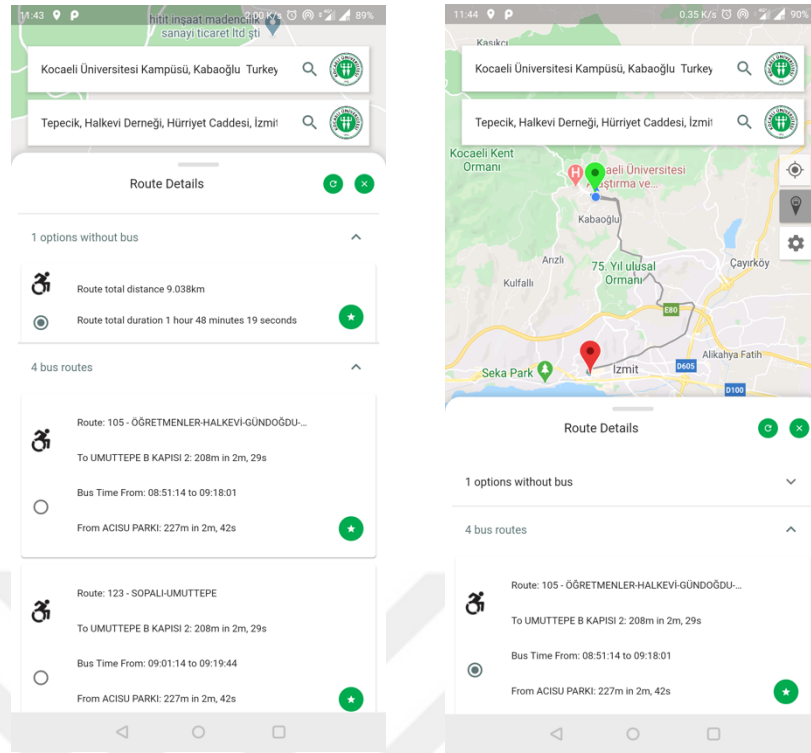 11:43
2:00 K/s
89%
hitit inşaat madencilik
sanayi ticaret ltd şti
Kocaeli Üniversitesi Kampüsü, Kabaoğlu Turkey
Tepecik, Halkevi Derneği, Hürriyet Caddesi, İzmit
Route Details
1 options without bus
Route total distance 9.038km
Route total duration 1 hour 48 minutes 19 seconds
4 bus routes
Route: 105 - ÖĞRETMENLER-HALKEVİ-GÜNDOĞDU-...
To UMUTTEPE B KAPISI 2: 208m in 2m, 29s
Bus Time From: 08:51:14 to 09:18:01
From ACISU PARKI: 227m in 2m, 42s
Route: 123 - SOPALI-UMUTTEPE
To UMUTTEPE B KAPISI 2: 208m in 2m, 29s
Bus Time From: 09:01:14 to 09:19:44
From ACISU PARKI: 227m in 2m, 42s
11:44
0.35 K/s
90%
Kaşıkçı
Kocaeli Üniversitesi Kampüsü, Kabaoğlu Turkey
Tepecik, Halkevi Derneği, Hürriyet Caddesi, İzmit
Kocaeli Kent
Ormanı
H
aeli Üniversitesi
ştırma ve...
Kabaoğlu
Arızlı
75. Yıl ulusal
Ormanı
Çayırköy
Kulfallı
E80
Alikahya Fatih
Seka Park
İzmit
D605
D100
Route Details
1 options without bus
4 bus routes
Route: 105 - ÖĞRETMENLER-HALKEVİ-GÜNDOĞDU-...
To UMUTTEPE B KAPISI 2: 208m in 2m, 29s
Bus Time From: 08:51:14 to 09:18:01
From ACISU PARKI: 227m in 2m, 42s